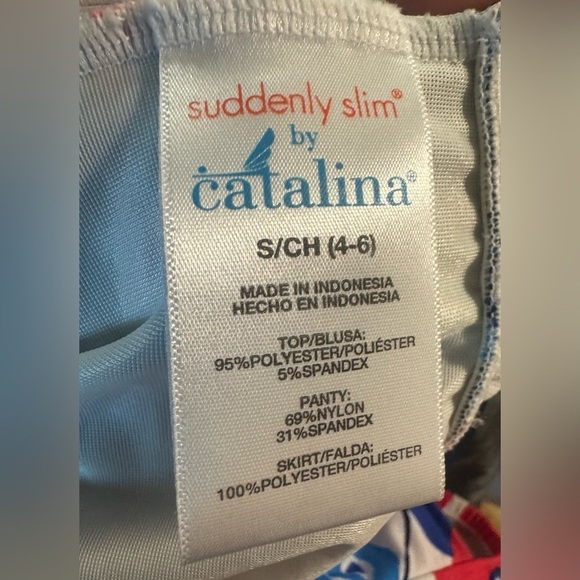 suddenly slim®
by
catalina®
S/CH (4-6)
MADE IN INDONESIA
HECHO EN INDONESIA
TOP/BLUSA:
95%POLYESTER/POLIÉSTER
5%SPANDEX
PANTY:
69%NYLON
31%SPANDEX
SKIRT/FALDA:
100%POLYESTER/POLIÉSTER